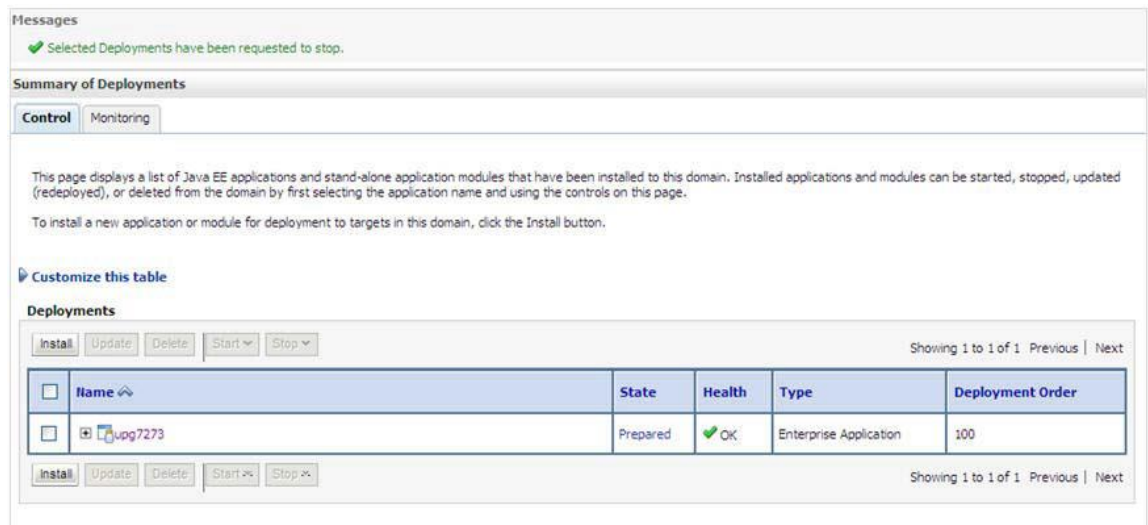 Messages
Selected Deployments have been requested to stop.
Summary of Deployments
Control Monitoring
This page displays a list of Java EE applications and stand-alone application modules that have been installed to this domain. Installed applications and modules can be started, stopped, updated
(redeployed), or deleted from the domain by first selecting the application name and using the controls on this page.
To install a new application or module for deployment to targets in this domain, click the Install button.
Customize this table
Deployments
Install Update Delete Start Stop Showing 1 to 1 of 1 Previous | Next
Name State Health Type Deployment Order
upg7273 Prepared OK Enterprise Application 100
Install Update Delete Start Stop Showing 1 to 1 of 1 Previous | Next